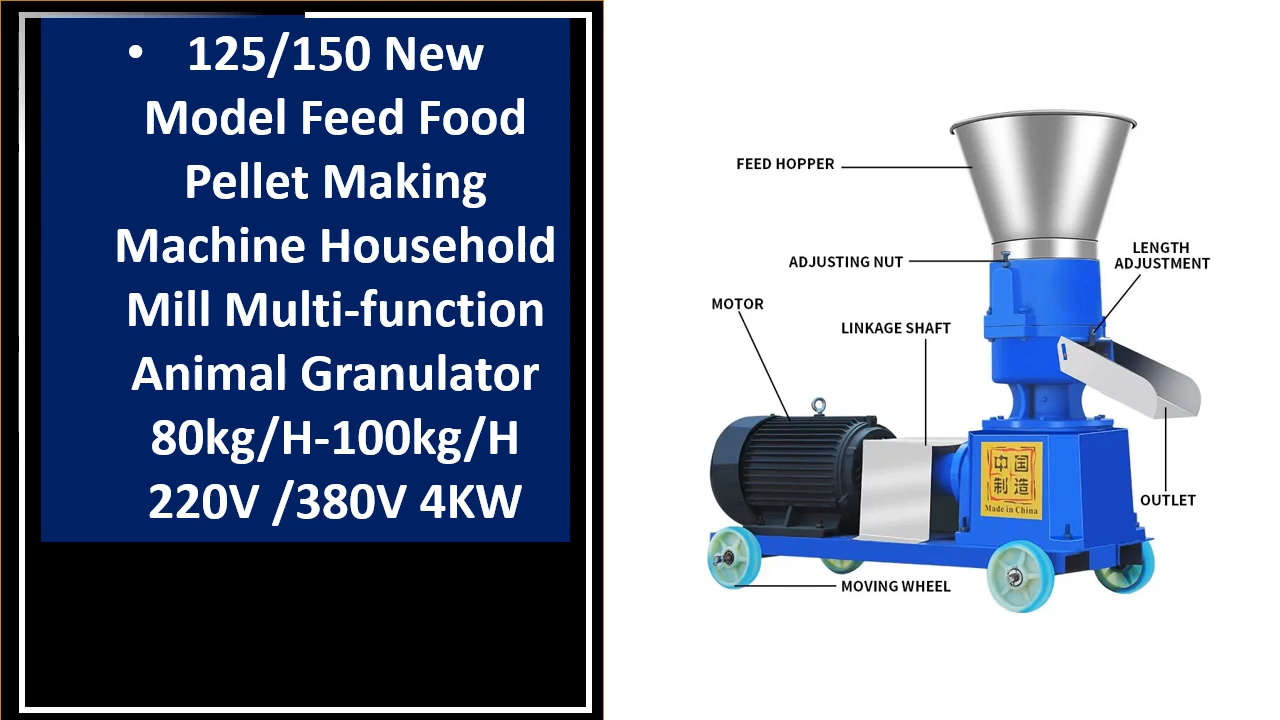 • 125/150 New
Model Feed Food
Pellet Making
Machine Household
Mill Multi-function
Animal Granulator
80kg/H-100kg/H
220V /380V 4KW
FEED HOPPER
ADJUSTING NUT
LENGTH
ADJUSTMENT
MOTOR
LINKAGE SHAFT
中国
制造
Made in China
OUTLET
MOVING WHEEL